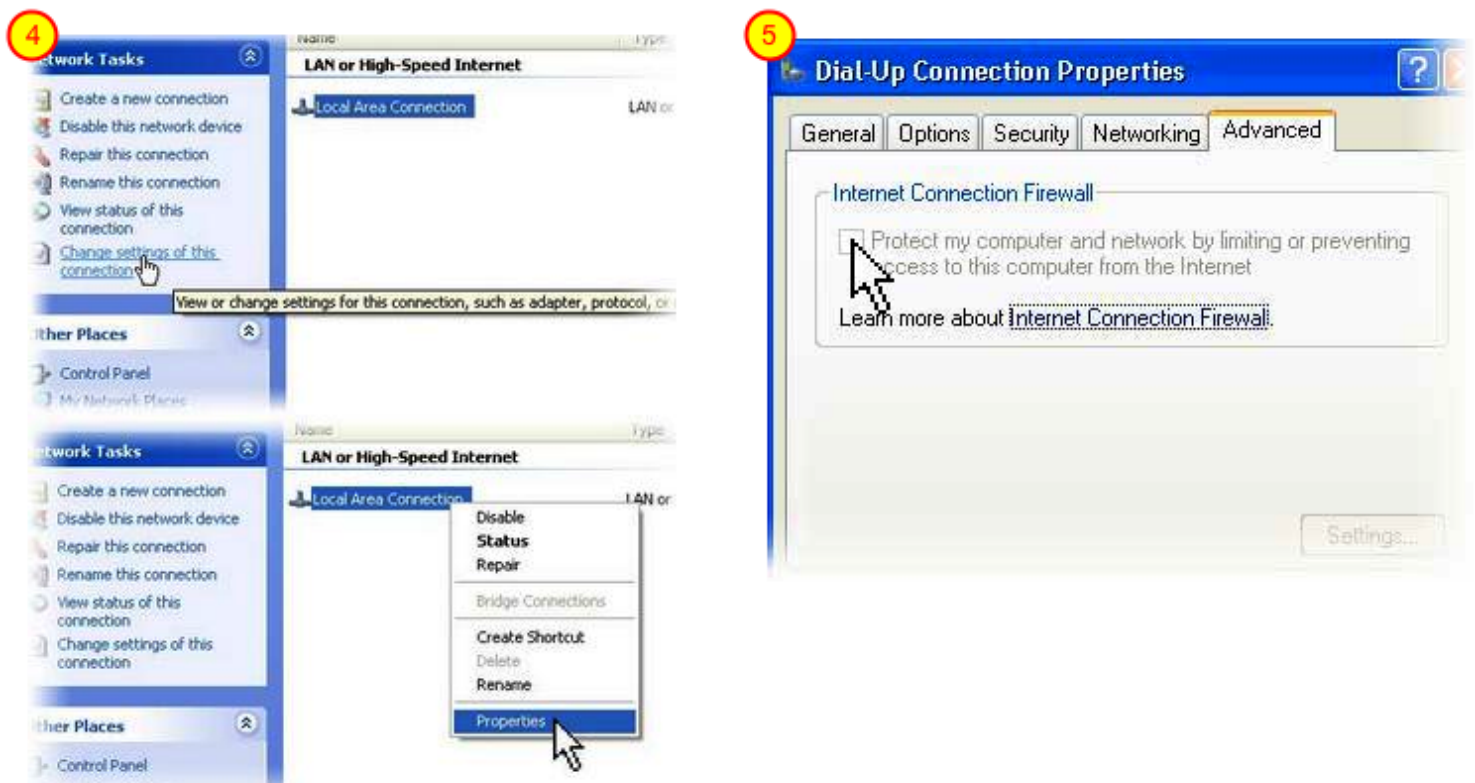 4
Network Tasks
Create a new connection
Disable this network device
Repair this connection
Rename this connection
View status of this
connection
Change settings of this
connection
Other Places
Control Panel
My Network Places
Name Type
LAN or High-Speed Internet
Local Area Connection LAN or
View or change settings for this connection, such as adapter, protocol, or
Network Tasks
Create a new connection
Disable this network device
Repair this connection
Rename this connection
View status of this
connection
Change settings of this
connection
Other Places
Control Panel
Name Type
LAN or High-Speed Internet
Local Area Connection LAN or
Disable
Status
Repair
Bridge Connections
Create Shortcut
Delete
Rename
Properties
5
Dial-Up Connection Properties ?
General Options Security Networking Advanced
Internet Connection Firewall
Protect my computer and network by limiting or preventing
access to this computer from the Internet
Learn more about Internet Connection Firewall.
Settings...